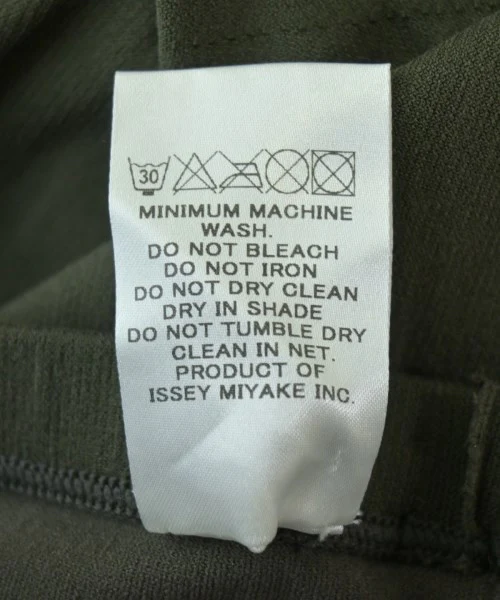 30
MINIMUM MACHINE
WASH.
DO NOT BLEACH
DO NOT IRON
DO NOT DRY CLEAN
DRY IN SHADE
DO NOT TUMBLE DRY
CLEAN IN NET.
PRODUCT OF
ISSEY MIYAKE INC.